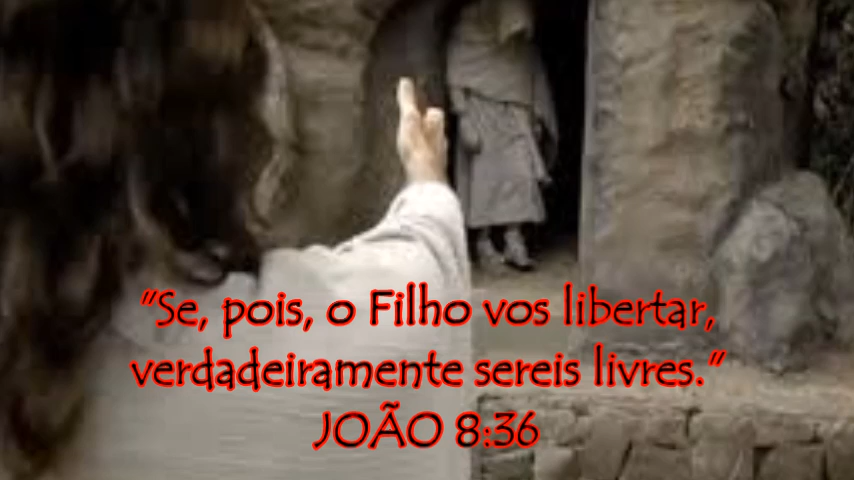 "Se, pois, o Filho vos libertar,
verdadeiramente sereis livres."
JOÃO 8:36